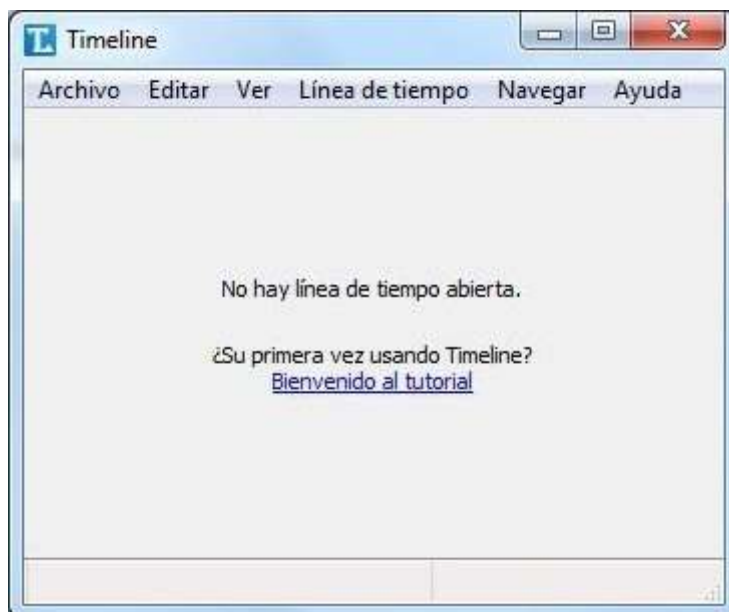 Timeline
Archivo Editar Ver Línea de tiempo Navegar Ayuda
No hay línea de tiempo abierta.
¿Su primera vez usando Timeline?
Bienvenido al tutorial